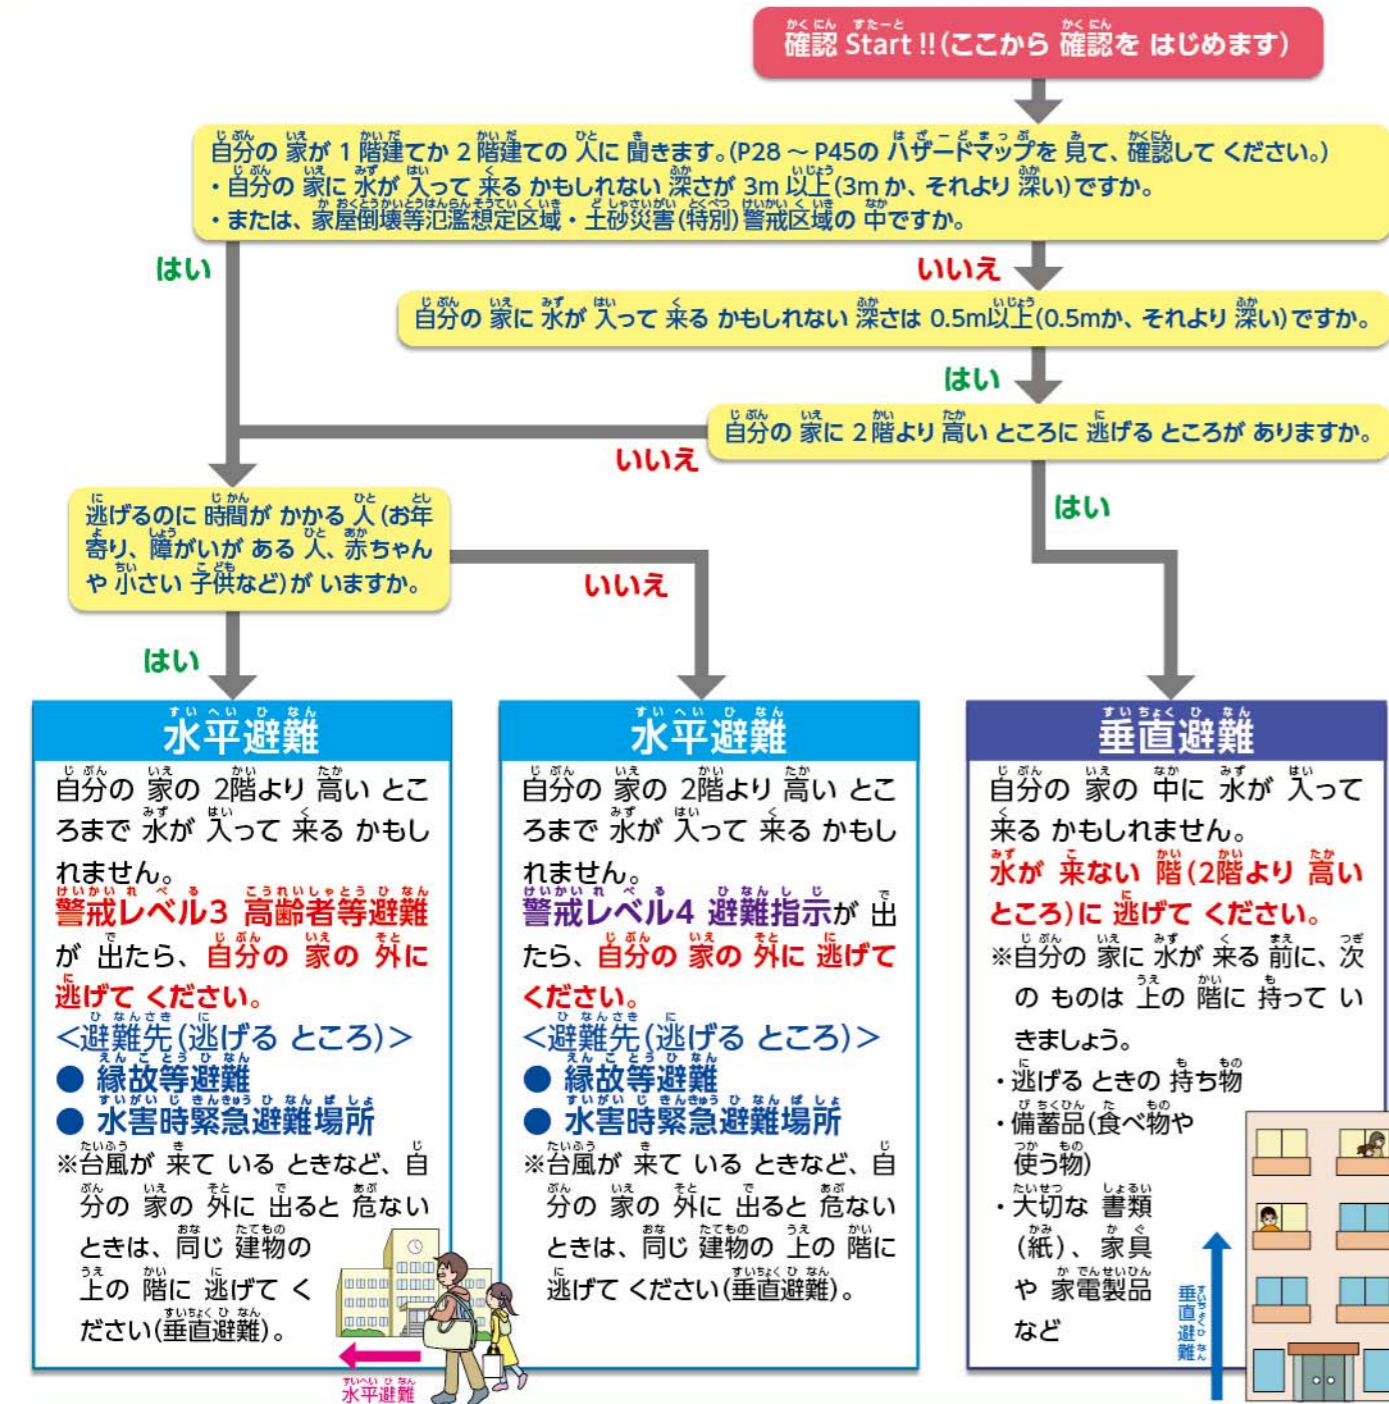 確認 Start !!(ここから 確認を はじめます)
自分の 家が 1 階建てか 2 階建ての 人に 聞きます。(P28 ~ P45の ハザードマップを 見て、確認して ください。)
・自分の 家に 水が 入って 来る かもしれない 深さが 3m 以上(3m か、それより 深い)ですか。
・または、家屋倒壊等氾濫想定区域・土砂災害(特別)警戒区域の 中ですか。
はい
いいえ
自分の 家に 水が 入って 来る かもしれない 深さは 0.5m以上(0.5mか、それより 深い)ですか。
はい
自分の 家に 2 階より 高い ところに 逃げる ところが ありますか。
いいえ
はい
逃げるのに 時間が かかる 人(お年
寄り、障がいが ある 人、赤ちゃん
や 小さい 子供など)が いますか。
いいえ
はい
水平避難
自分の 家の 2階より 高い とこ
ろまで 水が 入って 来る かもし
れません。
警戒レベル3 高齢者等避難
が 出たら、自分の 家の 外に
逃げて ください。
<避難先(逃げる ところ)>
● 縁故等避難
● 水害時緊急避難場所
※台風が 来て いる ときなど、自
分の 家の 外に 出ると 危ない
ときは、同じ 建物の
上の 階に 逃げて く
ださい(垂直避難)。
水平避難
水平避難
自分の 家の 2階より 高い とこ
ろまで 水が 入って 来る かもし
れません。
警戒レベル4 避難指示が 出
たら、自分の 家の 外に 逃げて
ください。
<避難先(逃げる ところ)>
● 縁故等避難
● 水害時緊急避難場所
※台風が 来て いる ときなど、自
分の 家の 外に 出ると 危ない
ときは、同じ 建物の 上の 階に
逃げて ください(垂直避難)。
垂直避難
自分の 家の 中に 水が 入って
来る かもしれません。
水が 来ない 階(2階より 高い
ところ)に 逃げて ください。
※自分の 家に 水が 来る 前に、次
の ものは 上の 階に 持って い
きましょう。
・逃げる ときの 持ち物
・備蓄品(食べ物や
使う物)
・大切な 書類
(紙)、家具
や 家電製品
など
垂直避難